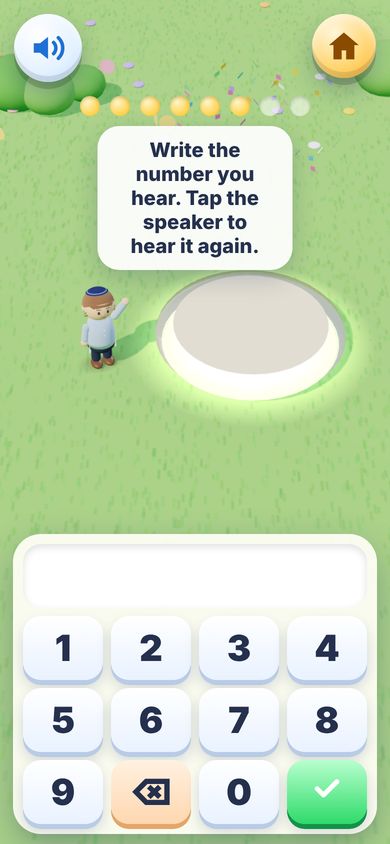 Write the
number you
hear. Tap the
speaker to
hear it again.
1 2 3 4
5 6 7 8
9 0